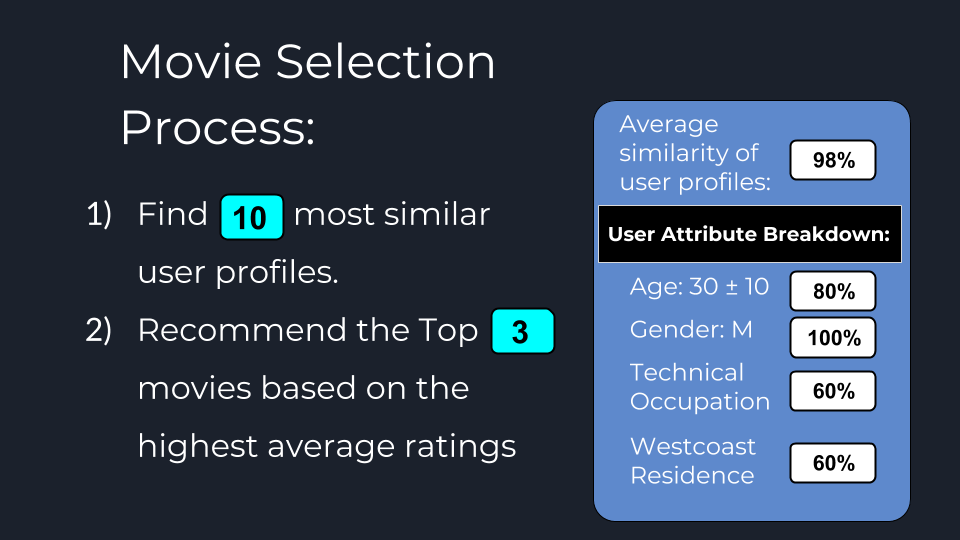 Movie Selection
Process:
1) Find 10 most similar
user profiles.
2) Recommend the Top 3
movies based on the
highest average ratings
Average
similarity of
user profiles: 98%
User Attribute Breakdown:
Age: 30 ± 10 80%
Gender: M 100%
Technical
Occupation 60%
Westcoast
Residence 60%